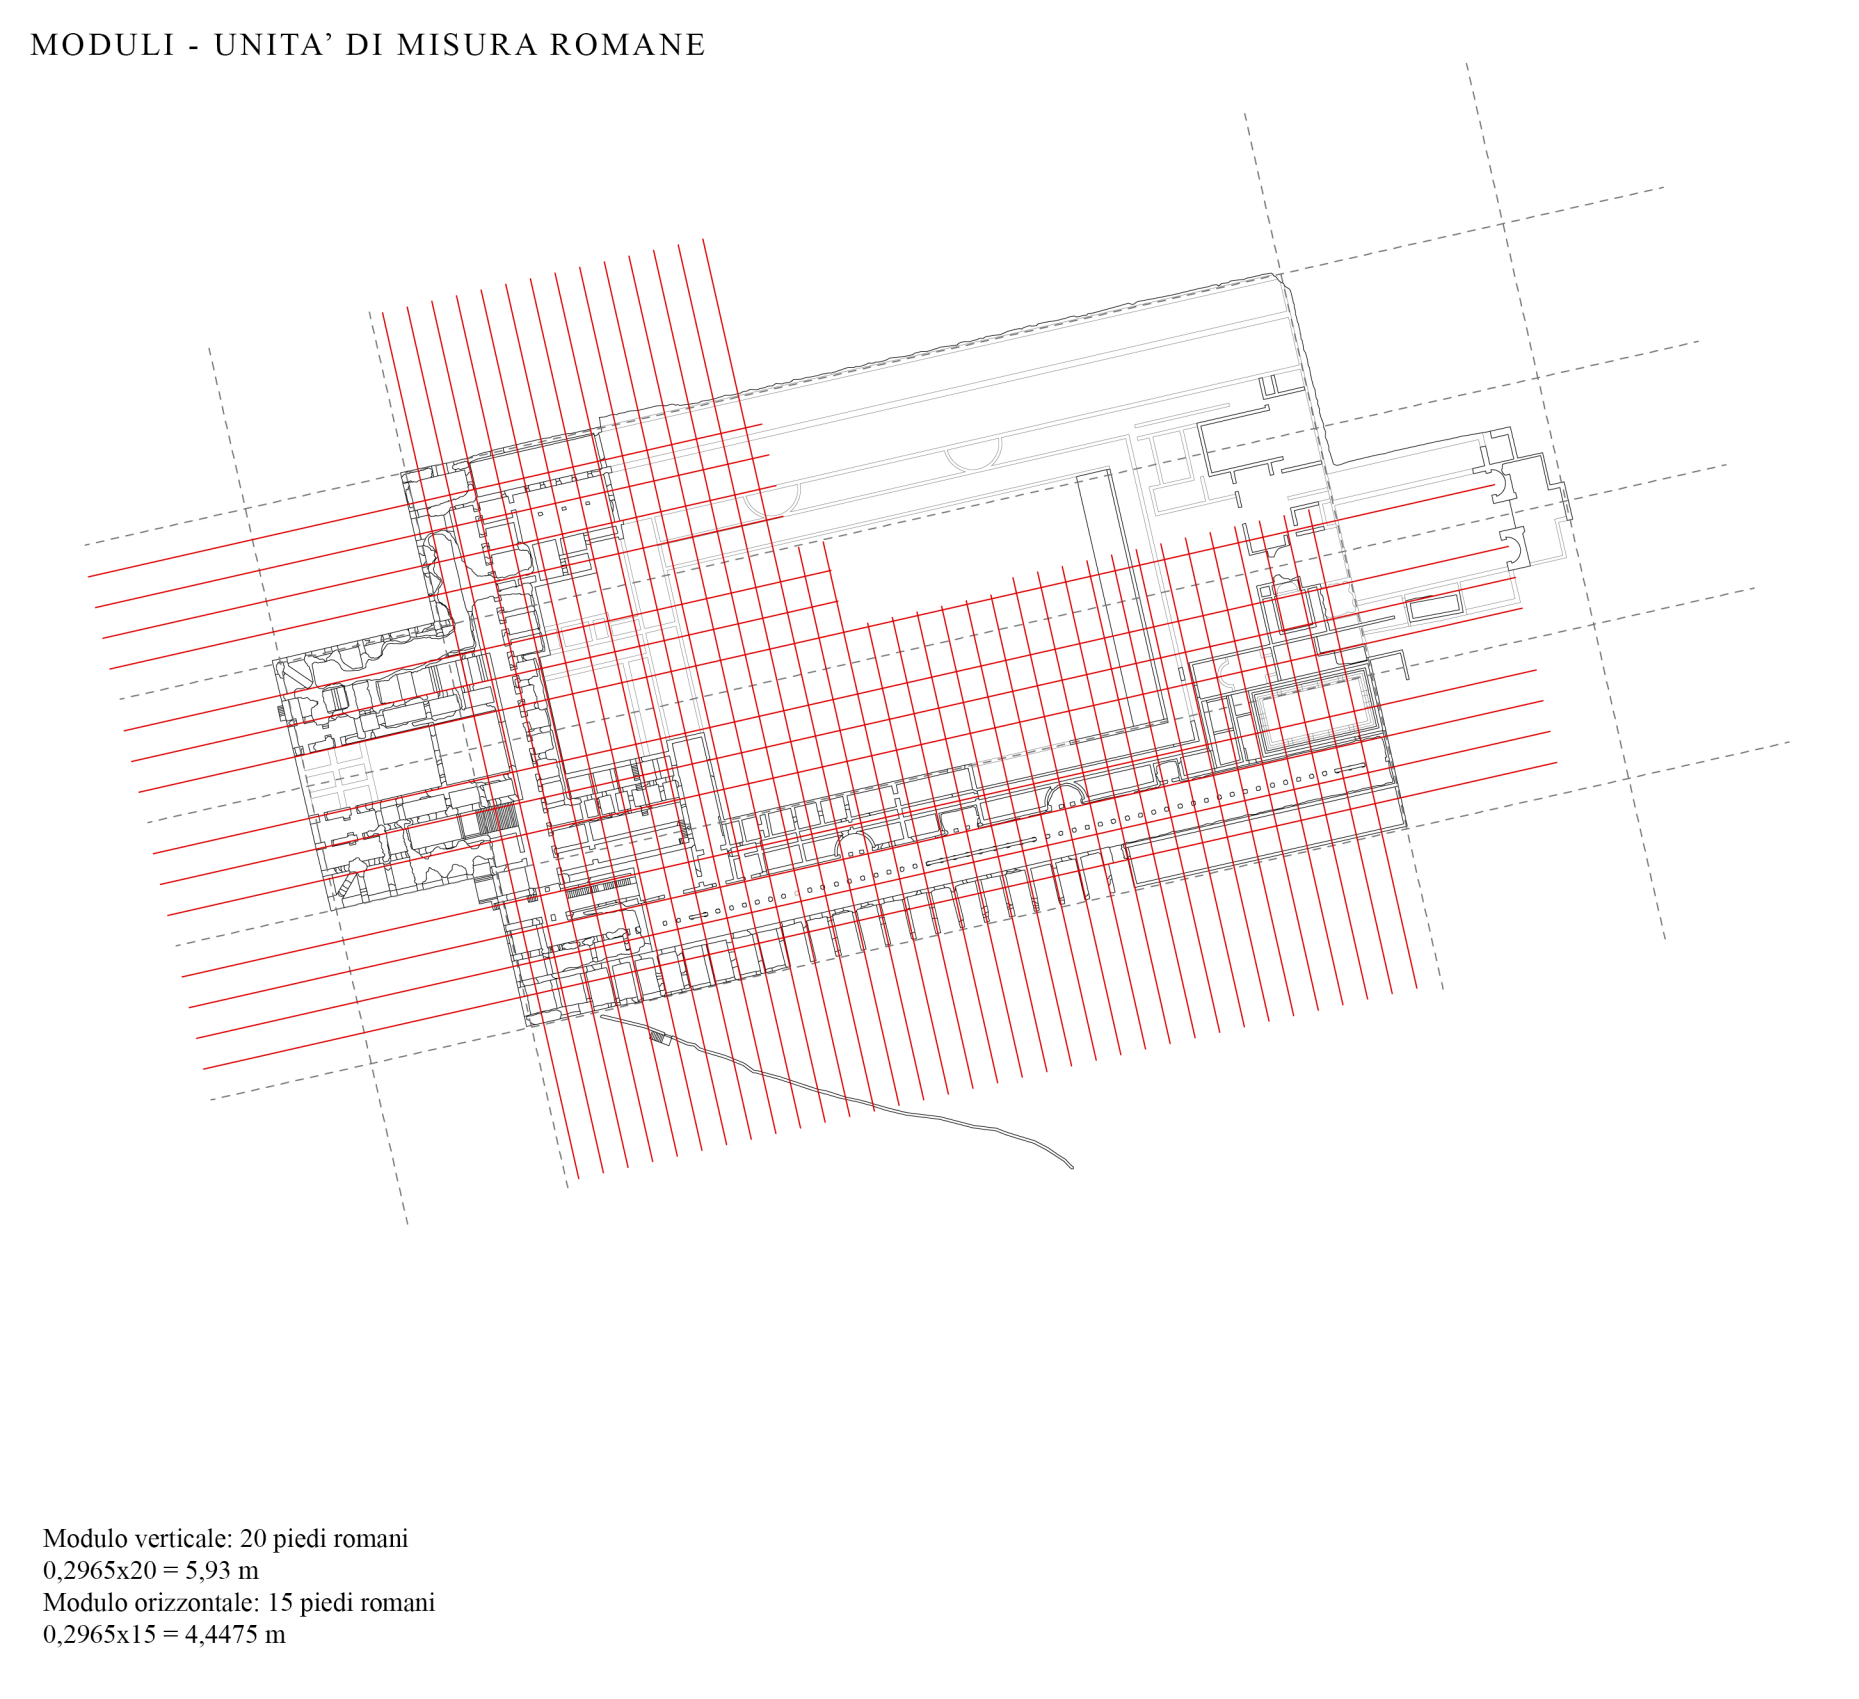 MODULI - UNITA’ DI MISURA ROMANE
Modulo verticale: 20 piedi romani
0,2965x20 = 5,93 m
Modulo orizzontale: 15 piedi romani
0,2965x15 = 4,4475 m